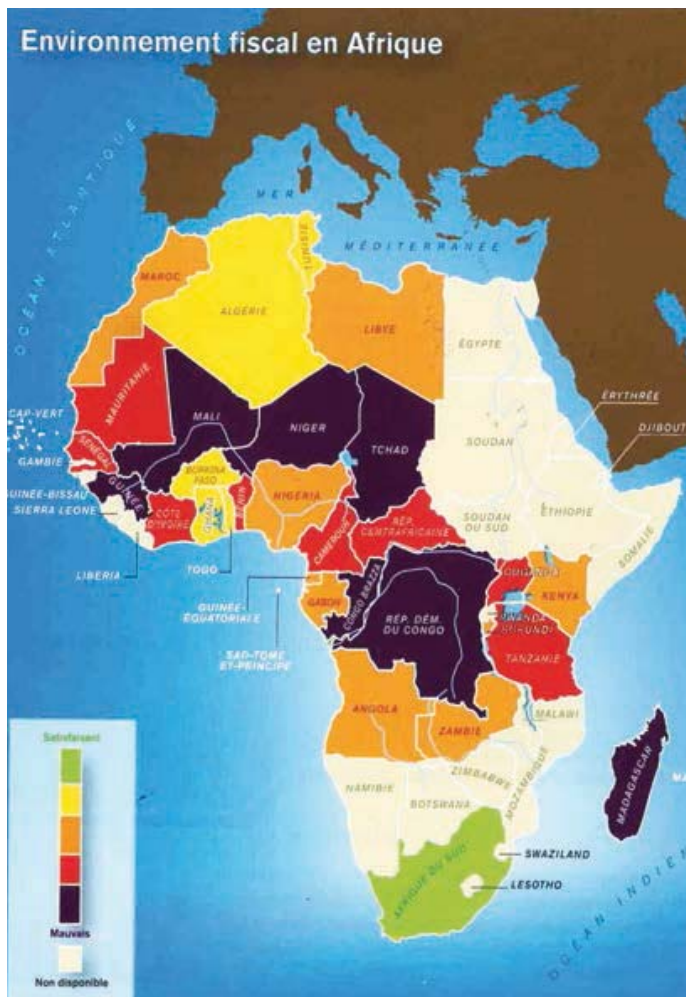 Environnement fiscal en Afrique
OCÉAN ATLANTIQUE
MER
MÉDITERRANÉE
MAROC
ALGÉRIE
TUNISIE
LIBYE
ÉGYPTE
MAURITANIE
MALI
NIGER
TCHAD
SOUDAN
ÉRYTHRÉE
DJIBOUTI
CAP-VERT
SÉNÉGAL
GAMBIE
GUINÉE-BISSAU
GUINÉE
SIERRA LEONE
LIBERIA
CÔTE
D'IVOIRE
BURKINA
FASO
GHANA
TOGO
BÉNIN
NIGÉRIA
CAMEROUN
RÉP.
CENTRAFRICAINE
SOUDAN
DU SUD
ÉTHIOPIE
SOMALIE
GUINÉE-
ÉQUATORIALE
SAO-TOME
ET-PRINCIPE
GABON
CONGO BRAZZA
RÉP. DÉM.
DU CONGO
OUGANDA
KENYA
RWANDA
BURUNDI
TANZANIE
ANGOLA
ZAMBIE
MALAWI
MOZAMBIQUE
ZIMBABWE
NAMIBIE
BOTSWANA
MADAGASCAR
MA
AFRIQUE DU SUD
SWAZILAND
LESOTHO
OCÉAN INDIEN
Satisfaisant
Mauvais
Non disponible